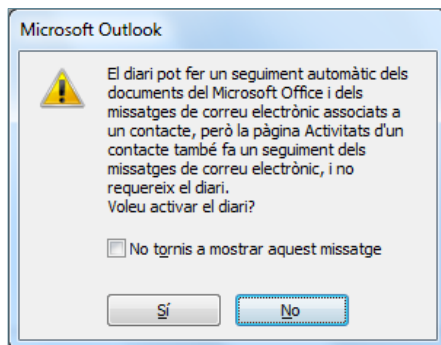 Microsoft Outlook
El diari pot fer un seguiment automàtic dels
documents del Microsoft Office i dels
missatges de correu electrònic associats
a un contacte, però la pàgina Activitats d'un
contacte també fa un seguiment dels
missatges de correu electrònic, i no
requereix el diari.
Voleu activar el diari?
No tornis a mostrar aquest missatge
Sí No